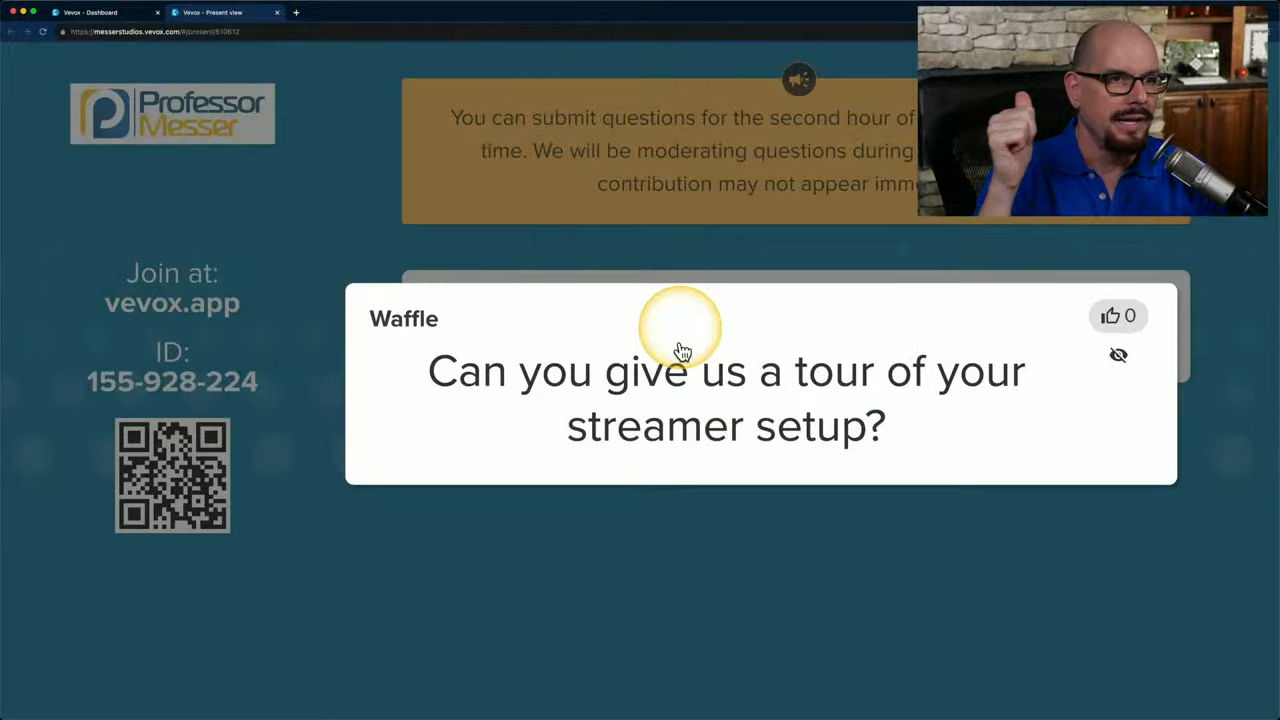 Vevox - Dashboard
Vevox - Present view
https://messerstudios.vevox.com/#/present/510612
Professor
Messer
You can submit questions for the second hour of
time. We will be moderating questions during
contribution may not appear imme
Join at:
vevox.app
ID:
155-928-224
Waffle
0
Can you give us a tour of your
streamer setup?